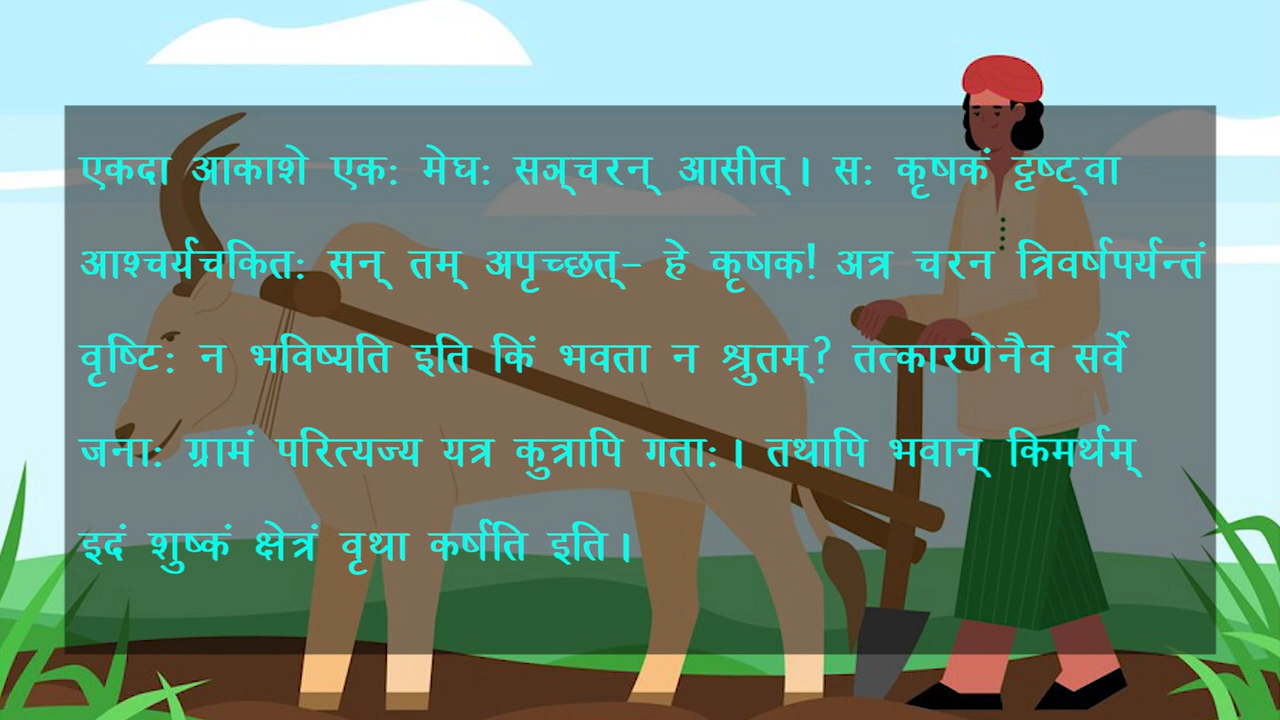 एकदा आकाशे एकः मेघः सञ्चरन् आसीत्। सः कृषकं दृष्ट्वा
आश्चर्यचकितः सन् तम् अपृच्छत्- हे कृषक! अत्र चरन त्रिवर्षपर्यन्तं
वृष्टिः न भविष्यति इति किं भवता न श्रुतम्? तत्कारणेनैव सर्वे
जनाः ग्रामं परित्यज्य यत्र कुत्रापि गताः। तथापि भवान् किमर्थम्
इदं शुष्कं क्षेत्रं वृथा कर्षति इति।